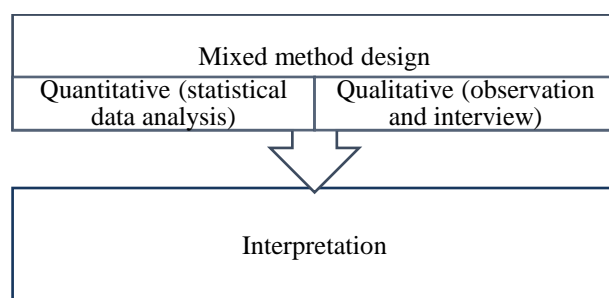 Mixed method design
Quantitative (statistical
data analysis)
Qualitative (observation
and interview)
Interpretation